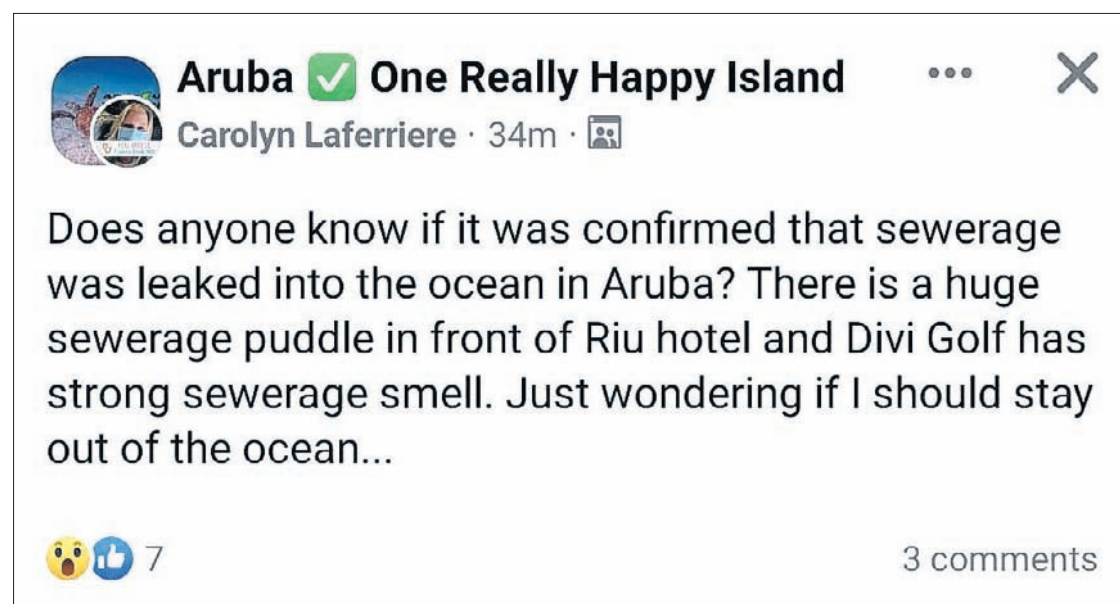 Aruba ✅ One Really Happy Island
Carolyn Laferriere · 34m ·
Does anyone know if it was confirmed that sewerage
was leaked into the ocean in Aruba? There is a huge
sewerage puddle in front of Riu hotel and Divi Golf has
strong sewerage smell. Just wondering if I should stay
out of the ocean...
7
3 comments